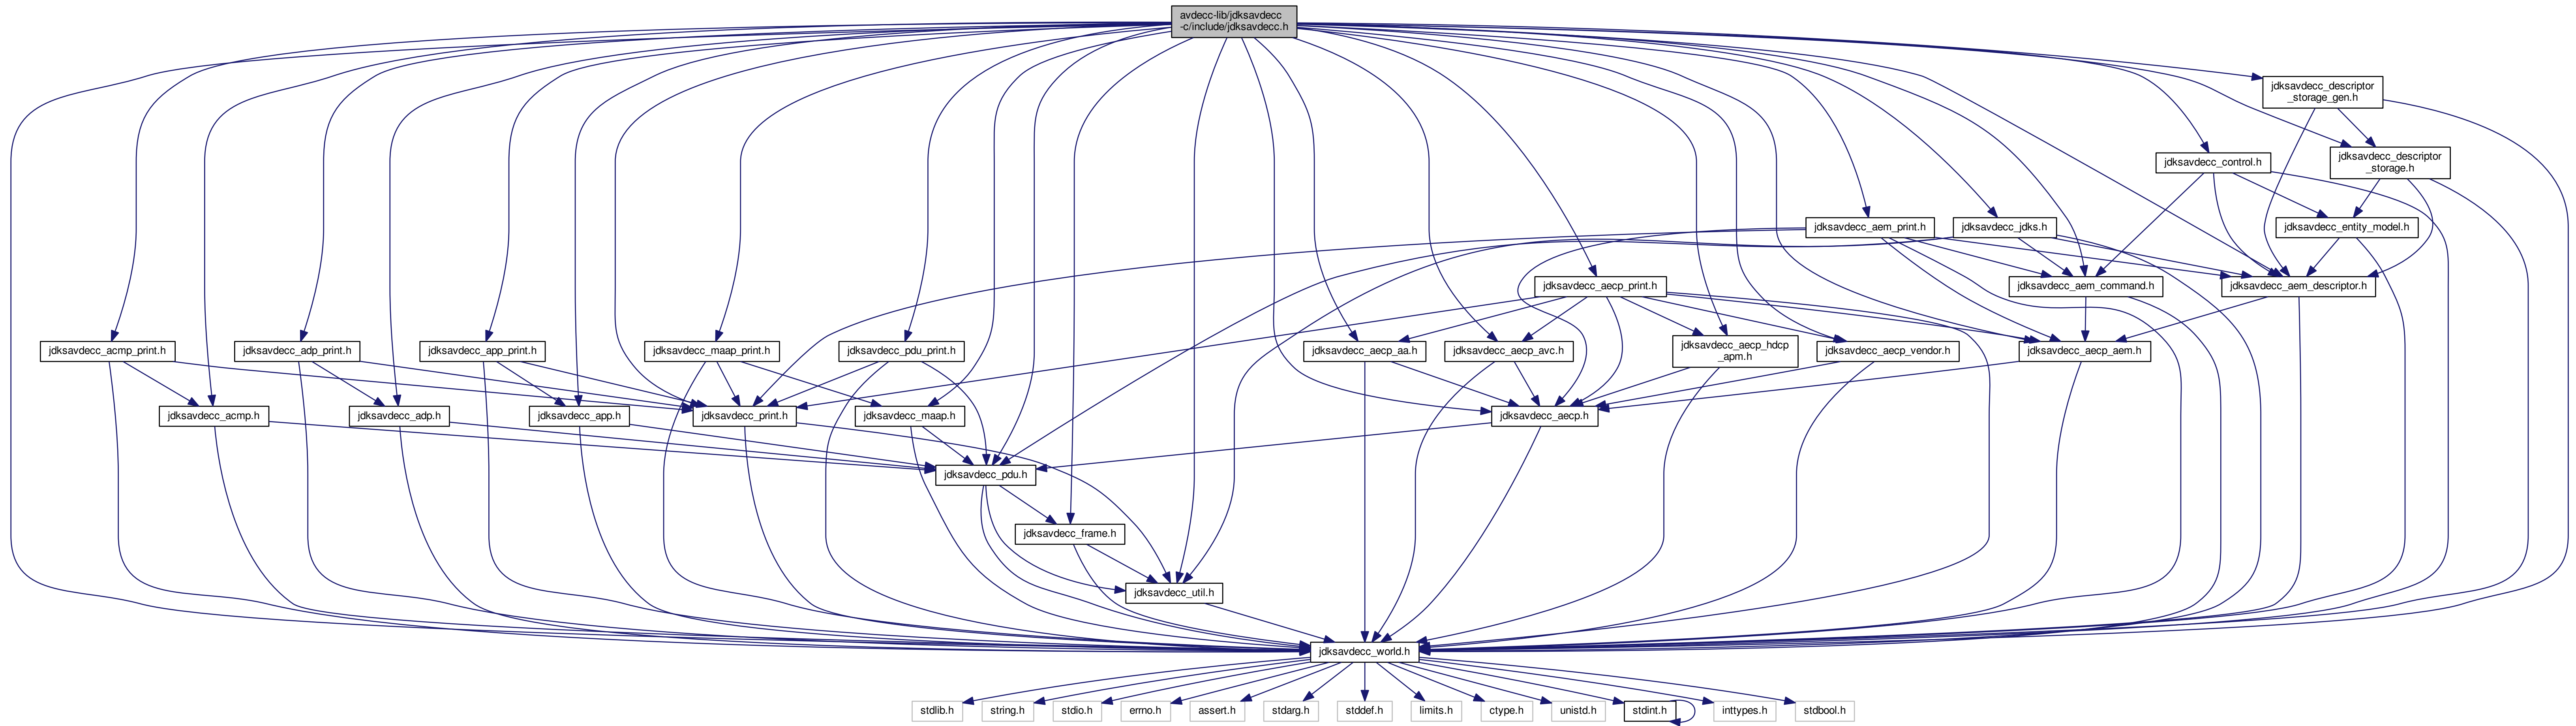 avdecc-lib/jdksavdecc
-c/include/jdksavdecc.h
jdksavdecc_descriptor
_storage_gen.h
jdksavdecc_control.h
jdksavdecc_descriptor
_storage.h
jdksavdecc_aem_print.h
jdksavdecc_jdks.h
jdksavdecc_entity_model.h
jdksavdecc_aecp_print.h
jdksavdecc_aem_command.h
jdksavdecc_aem_descriptor.h
jdksavdecc_acmp_print.h
jdksavdecc_adp_print.h
jdksavdecc_app_print.h
jdksavdecc_maap_print.h
jdksavdecc_pdu_print.h
jdksavdecc_aecp_aa.h
jdksavdecc_aecp_avc.h
jdksavdecc_aecp_hdcp
_apm.h
jdksavdecc_aecp_vendor.h
jdksavdecc_aecp_aem.h
jdksavdecc_acmp.h
jdksavdecc_adp.h
jdksavdecc_app.h
jdksavdecc_print.h
jdksavdecc_maap.h
jdksavdecc_aecp.h
jdksavdecc_pdu.h
jdksavdecc_frame.h
jdksavdecc_util.h
jdksavdecc_world.h
stdlib.h
string.h
stdio.h
errno.h
assert.h
stdarg.h
stddef.h
limits.h
ctype.h
unistd.h
stdint.h
inttypes.h
stdbool.h